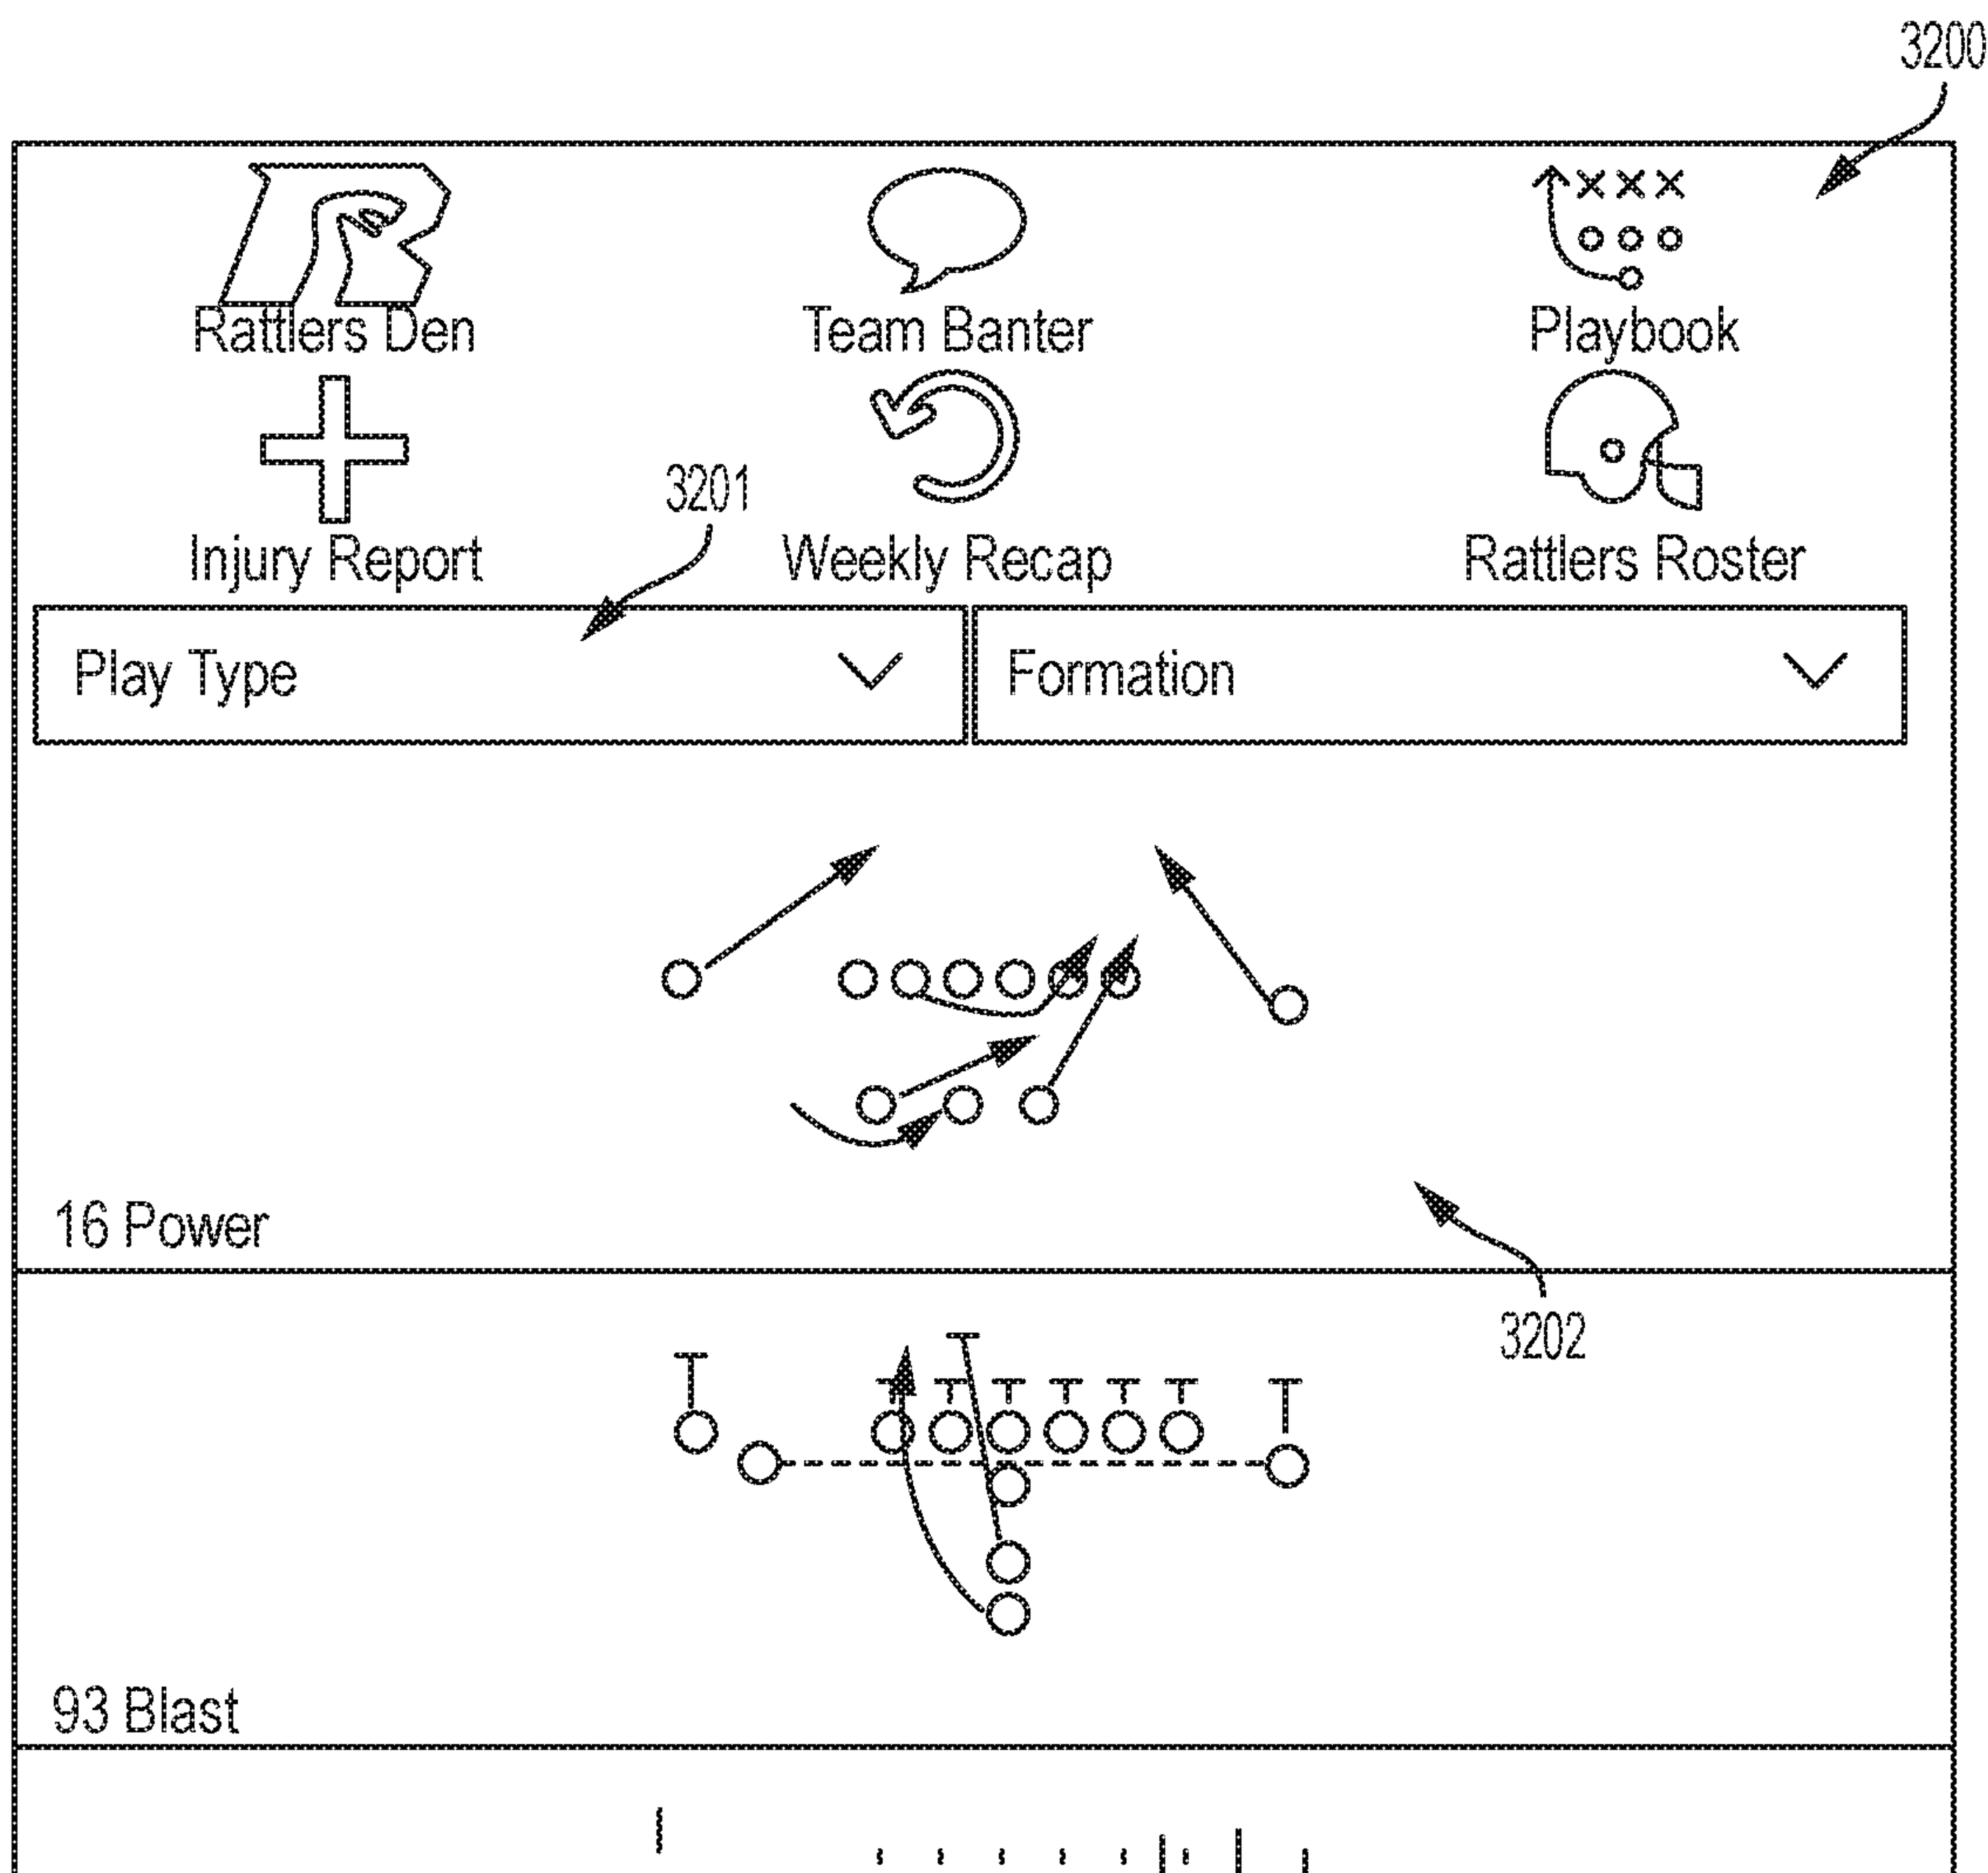 3200
Rattlers Den
Team Banter
Playbook
3201
Injury Report
Weekly Recap
Rattlers Roster
Play Type
Formation
16 Power
3202
93 Blast